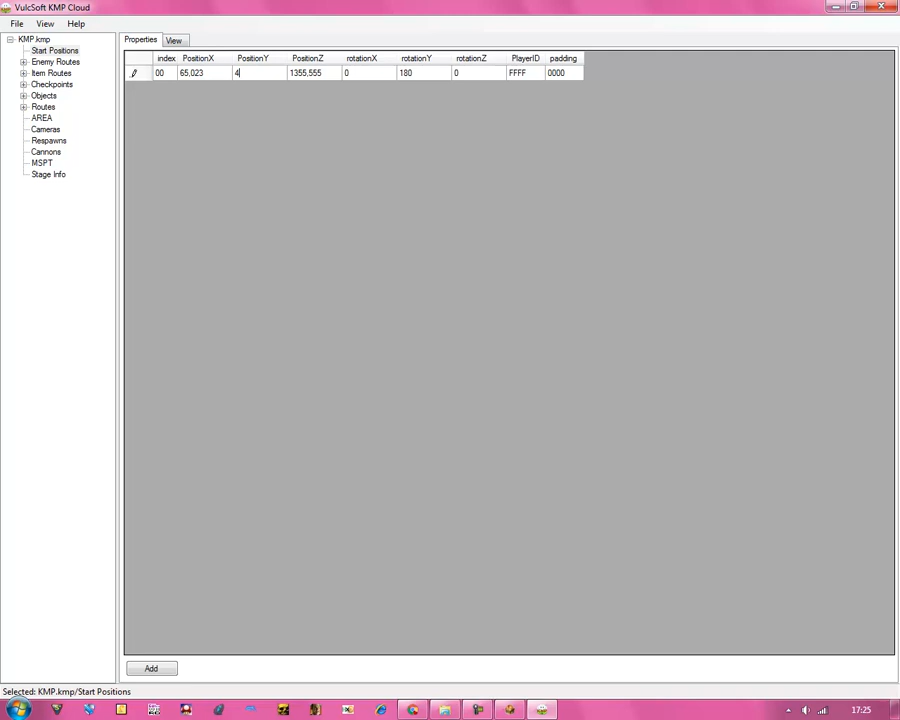 VulcSoft KMP Cloud
File View Help
KMP.kmp
Start Positions
Enemy Routes
Item Routes
Checkpoints
Objects
Routes
AREA
Cameras
Respawns
Cannons
MSPT
Stage Info
Properties View
index PositionX PositionY PositionZ rotationX rotationY rotationZ PlayerID padding
00 65,023 4 1355,555 0 180 0 FFFF 0000
Add
Selected: KMP.kmp/Start Positions
17:25